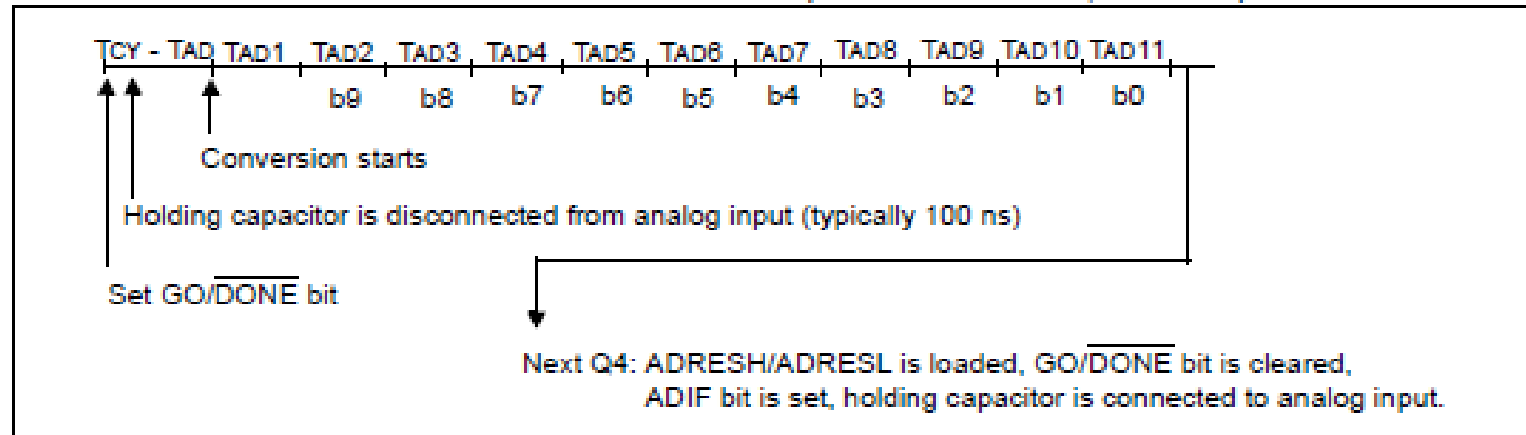 TCY - TAD TAD1 TAD2 TAD3 TAD4 TAD5 TAD6 TAD7 TAD8 TAD9 TAD10 TAD11
b9 b8 b7 b6 b5 b4 b3 b2 b1 b0
Conversion starts
Holding capacitor is disconnected from analog input (typically 100 ns)
Set GO/DONE bit
Next Q4: ADRESH/ADRESL is loaded, GO/DONE bit is cleared,
ADIF bit is set, holding capacitor is connected to analog input.